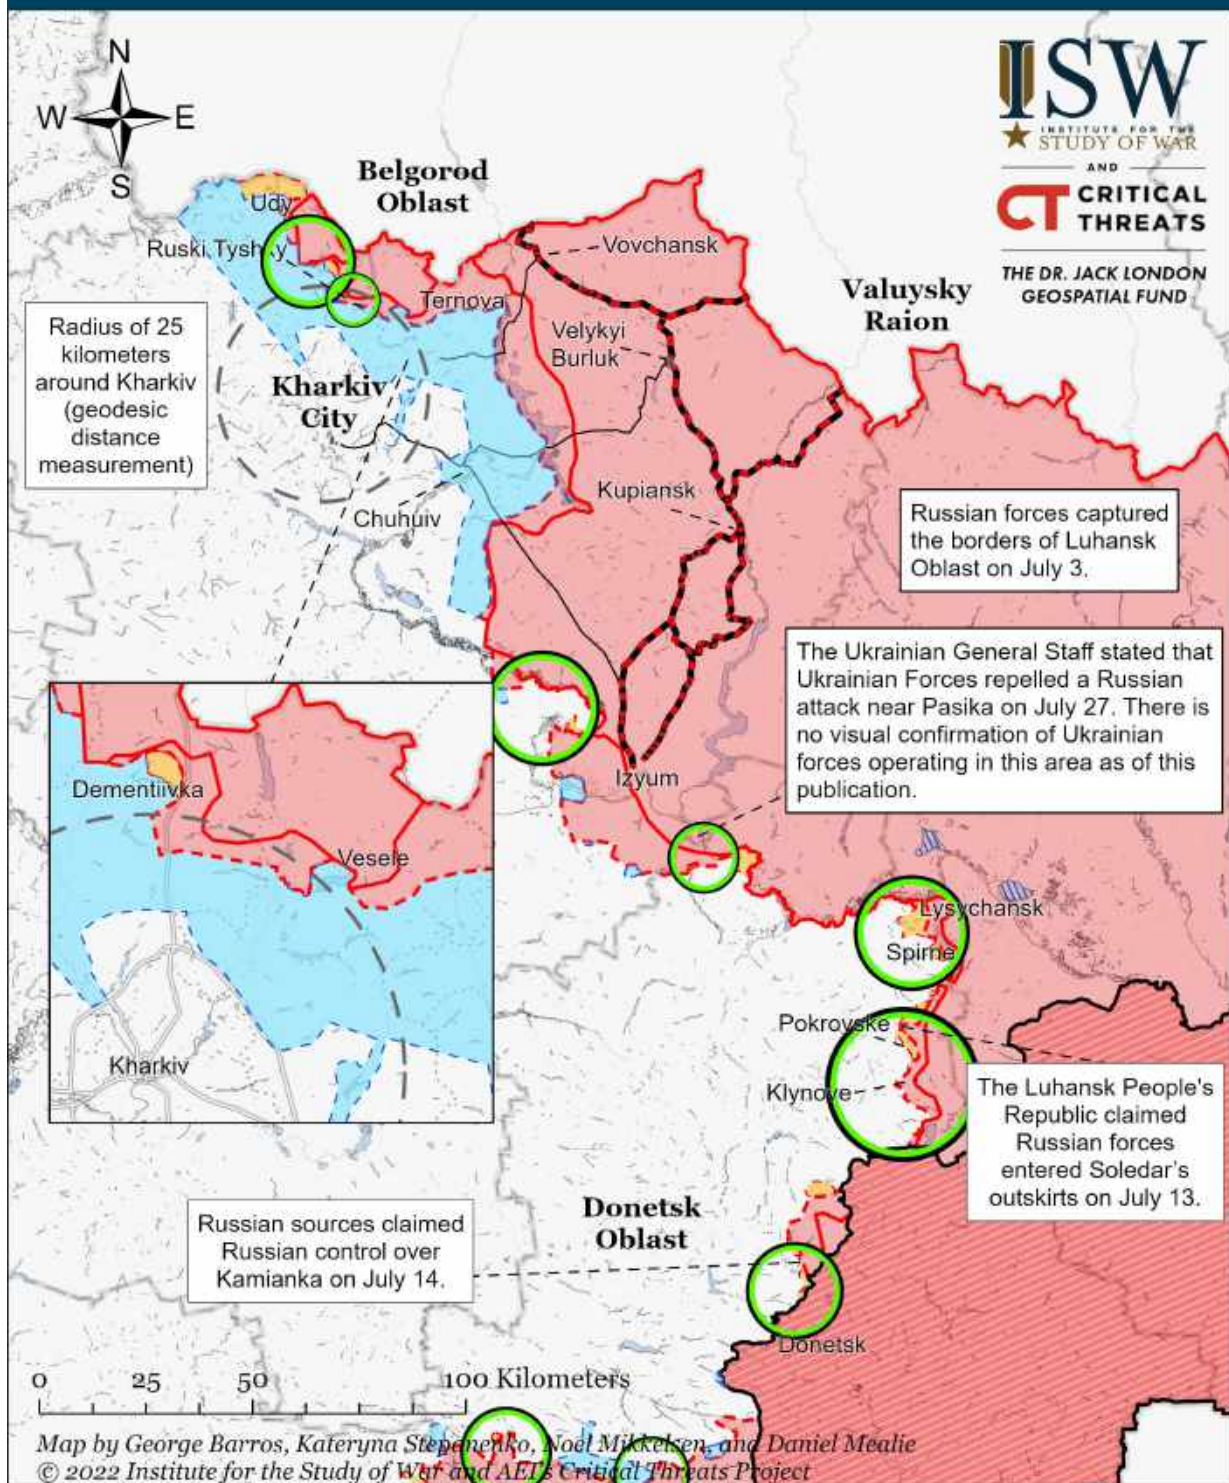 N
W E
S
ISW
INSTITUTE FOR THE
STUDY OF WAR
AND
CT CRITICAL
THREATS
THE DR. JACK LONDON
GEOSPATIAL FUND
Belgorod
Oblast
Udy
Ruski Tyshky
Vovchansk
Ternova
Valuysky
Raion
Radius of 25
kilometers
around Kharkiv
(geodesic
distance
measurement)
Velykyi
Burluk
Kharkiv
City
Kupiansk
Chuhuiv
Russian forces captured
the borders of Luhansk
Oblast on July 3.
The Ukrainian General Staff stated that
Ukrainian Forces repelled a Russian
attack near Pasika on July 27. There is
no visual confirmation of Ukrainian
forces operating in this area as of this
publication.
Izyum
Dementiivka
Vesele
Kharkiv
Lysychansk
Spirne
Pokrovske
Klynove
The Luhansk People's
Republic claimed
Russian forces
entered Soledar's
outskirts on July 13.
Donetsk
Oblast
Russian sources claimed
Russian control over
Kamianka on July 14.
Donetsk
0 25 50 100 Kilometers
Map by George Barros, Kateryna Stepanenko, Noel Mikkelsen, and Daniel Mealie
© 2022 Institute for the Study of War and AEI's Critical Threats Project